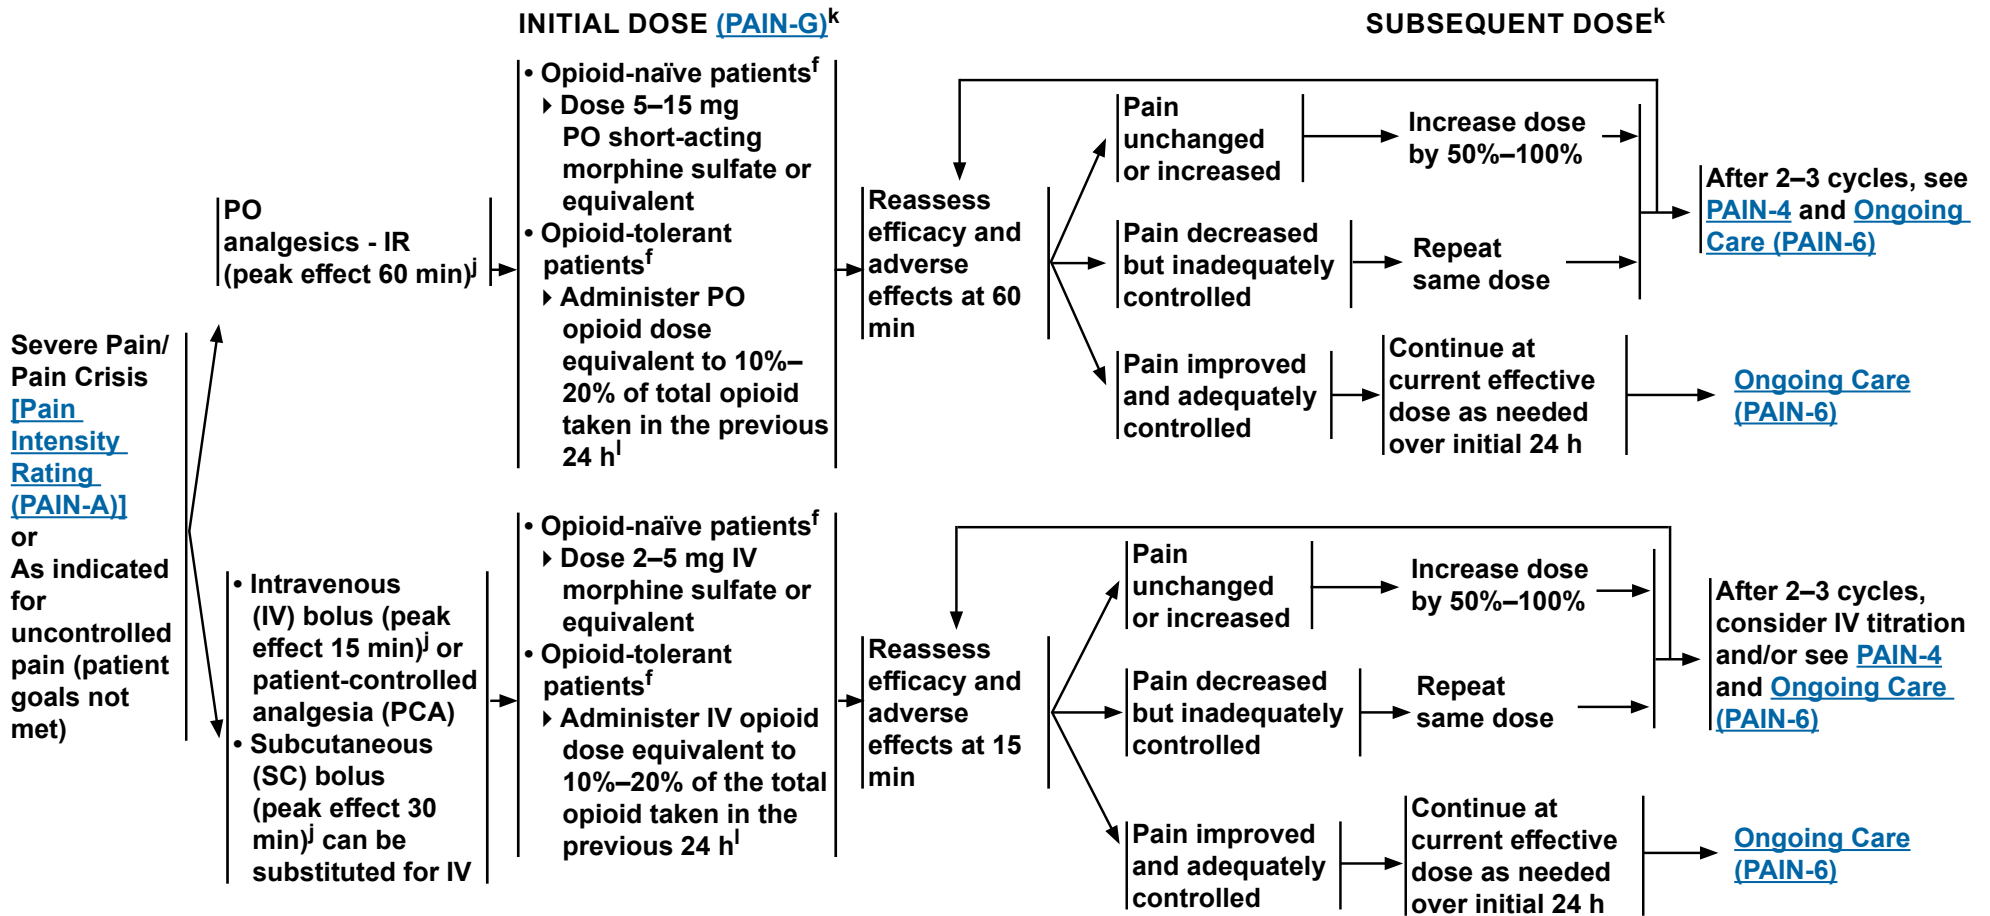 INITIAL DOSE (PAIN-G)k
SUBSEQUENT DOSEk
Severe Pain/
Pain Crisis
[Pain
Intensity
Rating
(PAIN-A)]
or
As indicated
for
uncontrolled
pain (patient
goals not
met)
PO
analgesics - IR
(peak effect 60 min)j
• Opioid-naïve patientsf
‣ Dose 5–15 mg
PO short-acting
morphine sulfate or
equivalent
• Opioid-tolerant
patientsf
‣ Administer PO
opioid dose
equivalent to 10%–
20% of total opioid
taken in the previous
24 hl
Reassess
efficacy and
adverse
effects at 60
min
Pain
unchanged
or increased
Increase dose
by 50%–100%
Pain decreased
but inadequately
controlled
Repeat
same dose
After 2–3 cycles, see
PAIN-4 and Ongoing
Care (PAIN-6)
Pain improved
and adequately
controlled
Continue at
current effective
dose as needed
over initial 24 h
Ongoing Care
(PAIN-6)
• Intravenous
(IV) bolus (peak
effect 15 min)j or
patient-controlled
analgesia (PCA)
• Subcutaneous
(SC) bolus
(peak effect 30
min)j can be
substituted for IV
• Opioid-naïve patientsf
‣ Dose 2–5 mg IV
morphine sulfate or
equivalent
• Opioid-tolerant
patientsf
‣ Administer IV opioid
dose equivalent to
10%–20% of the total
opioid taken in the
previous 24 hl
Reassess
efficacy and
adverse
effects at 15
min
Pain
unchanged
or increased
Increase dose
by 50%–100%
Pain decreased
but inadequately
controlled
Repeat
same dose
After 2–3 cycles,
consider IV titration
and/or see PAIN-4
and Ongoing Care
(PAIN-6)
Pain improved
and adequately
controlled
Continue at
current effective
dose as needed
over initial 24 h
Ongoing Care
(PAIN-6)